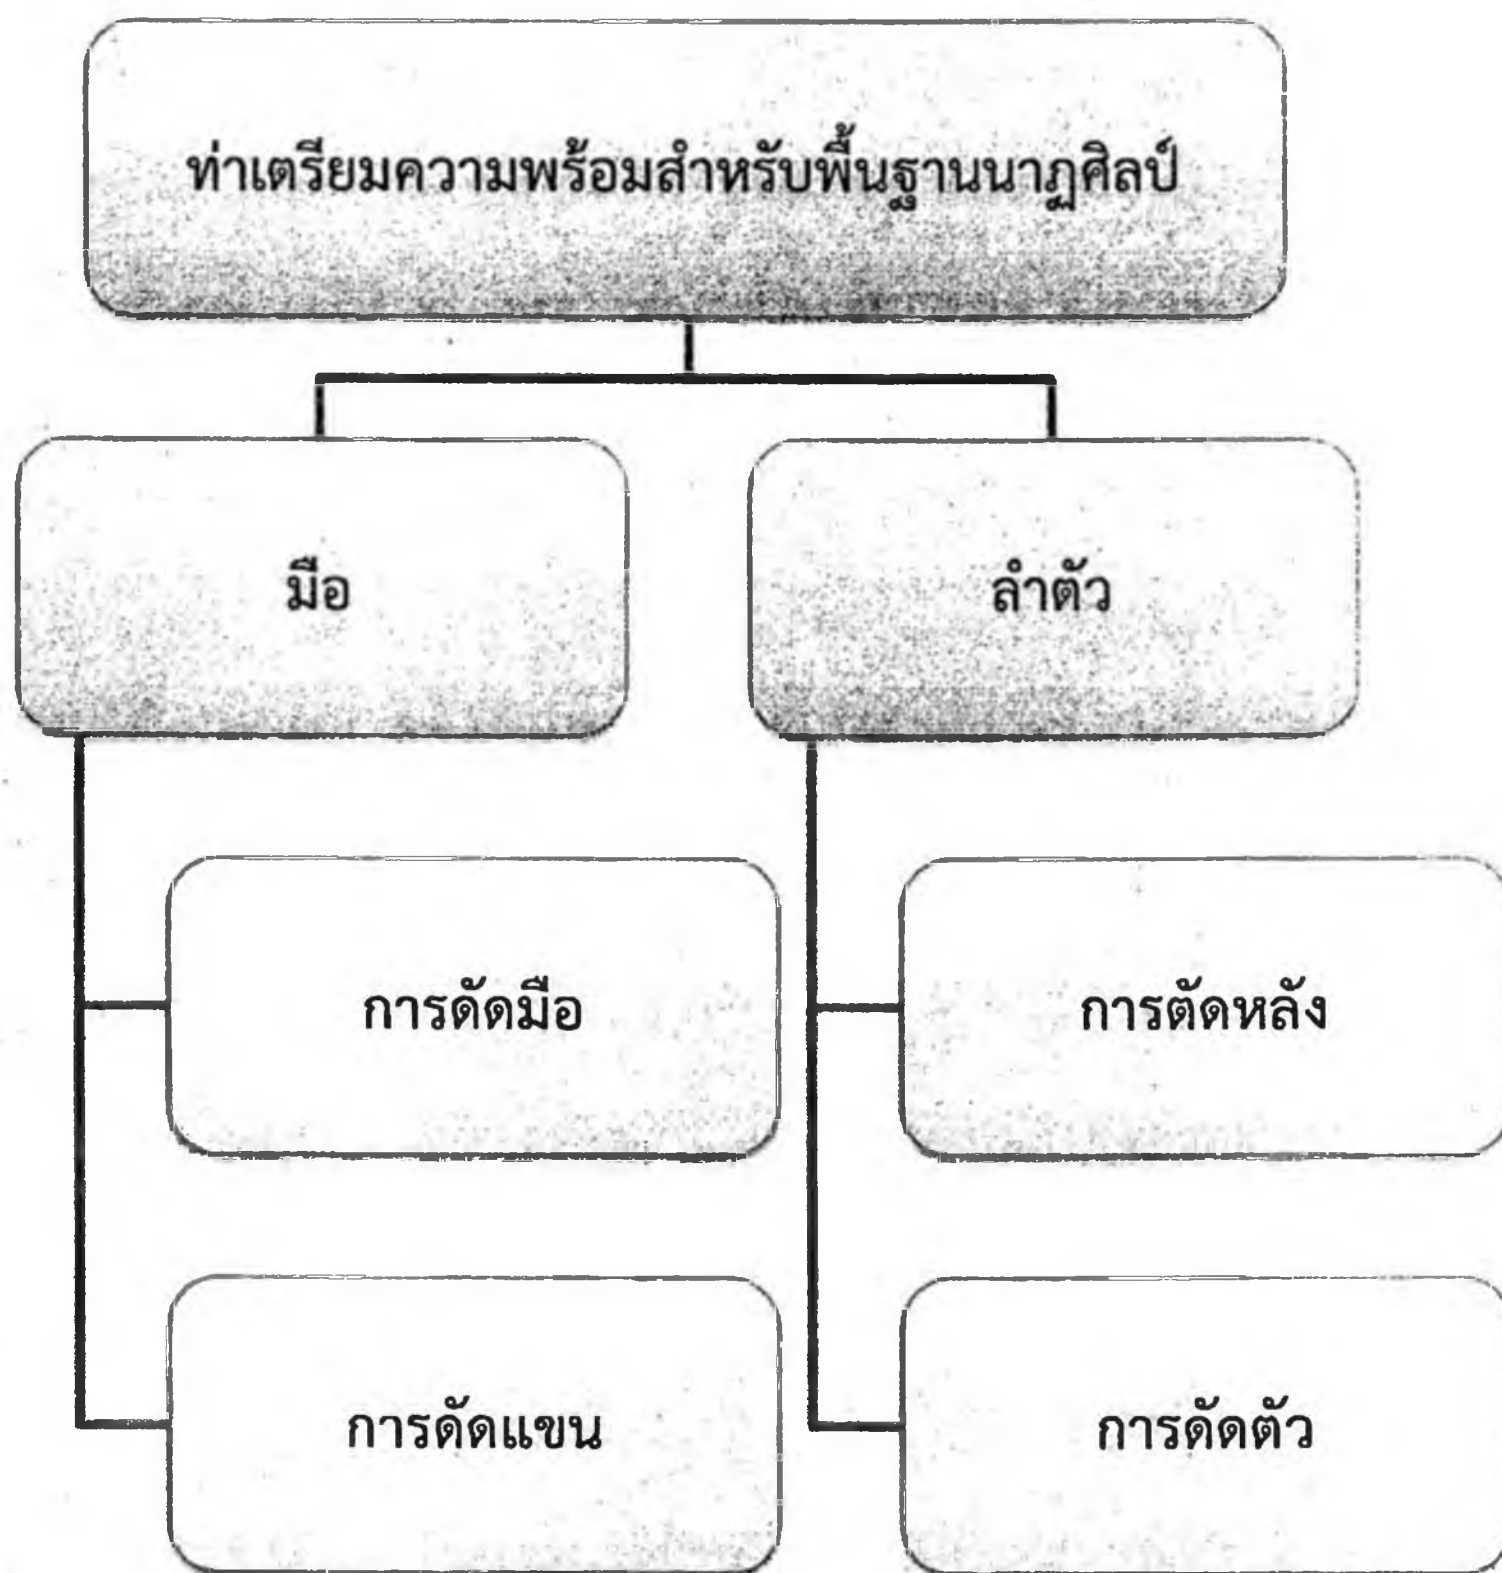 ท่าเตรียมความพร้อมสำหรับพื้นฐานนาฏศิลป์
มือ
ลำตัว
การดัดมือ
การตัดหลัง
การดัดแขน
การดัดตัว